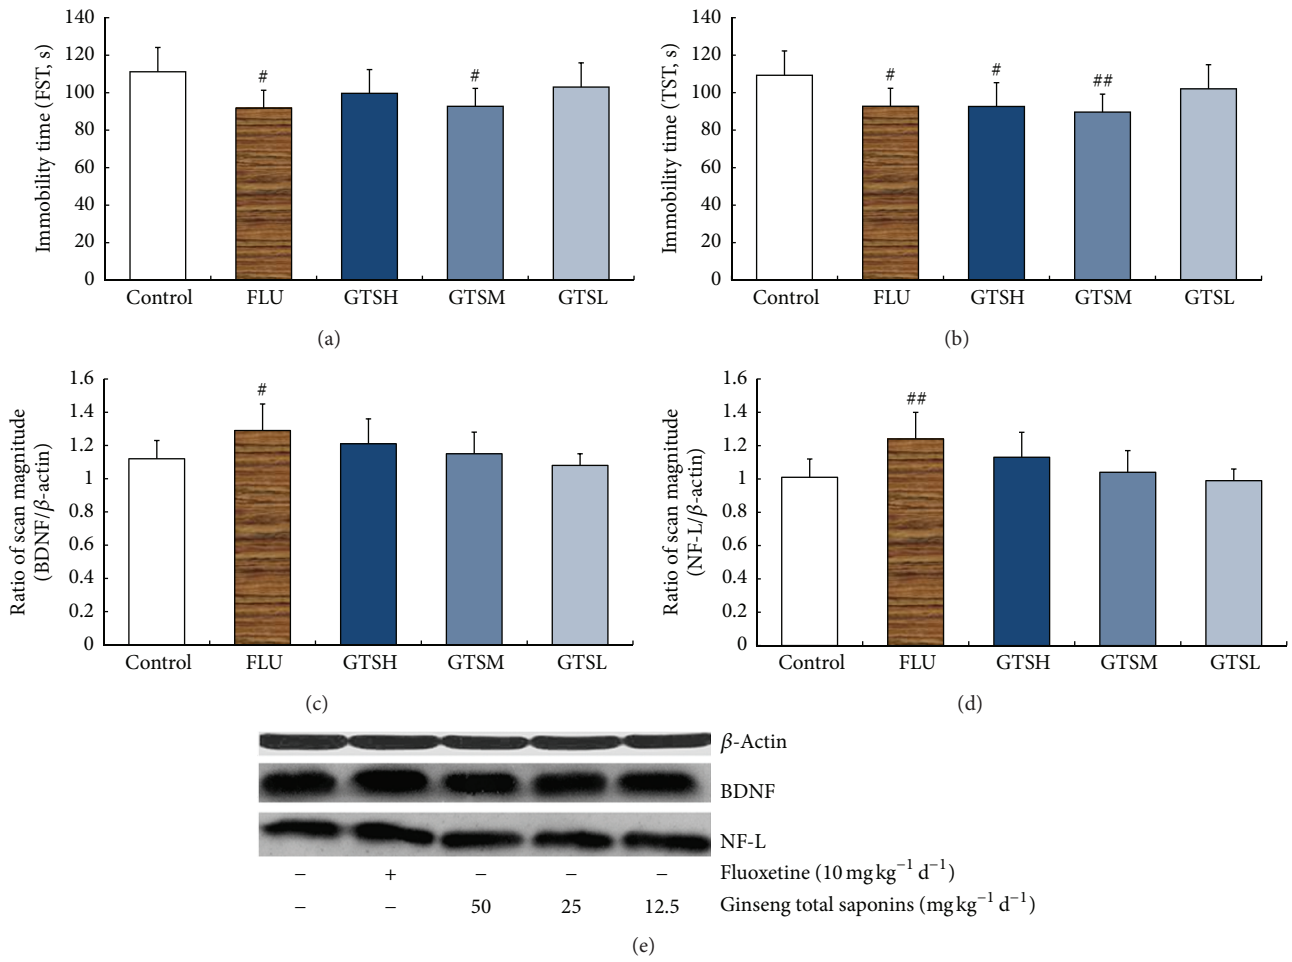 140
120
100
80
60
40
20
0
Immobility time (FST, s)
#
#
Control FLU GTSH GTSM GTSL
(a)
140
120
100
80
60
40
20
0
Immobility time (TST, s)
#
#
##
Control FLU GTSH GTSM GTSL
(b)
1.6
1.4
1.2
1
0.8
0.6
0.4
0.2
0
Ratio of scan magnitude
(BDNF/β-actin)
#
Control FLU GTSH GTSM GTSL
(c)
1.6
1.4
1.2
1
0.8
0.6
0.4
0.2
0
Ratio of scan magnitude
(NF-L/β-actin)
##
Control FLU GTSH GTSM GTSL
(d)
β-Actin
BDNF
NF-L
− + − − − Fluoxetine (10 mg kg⁻¹ d⁻¹)
− − 50 25 12.5 Ginseng total saponins (mg kg⁻¹ d⁻¹)
(e)